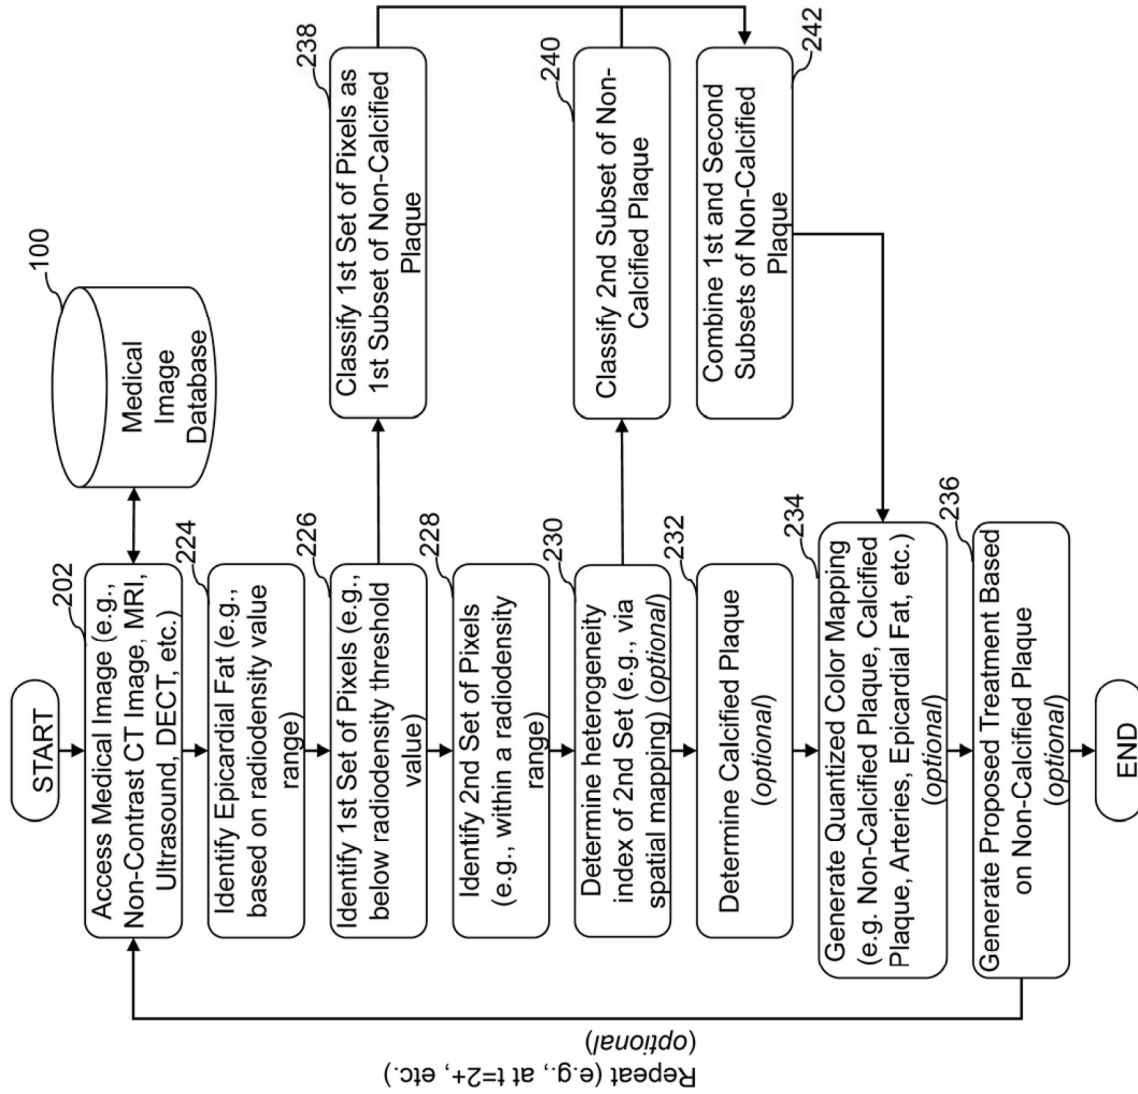 START
202
Access Medical Image (e.g.,
Non-Contrast CT Image, MRI,
Ultrasound, DECT, etc.)
100
Medical
Image
Database
224
Identify Epicardial Fat (e.g.,
based on radiodensity value
range)
226
Identify 1st Set of Pixels (e.g.,
below radiodensity threshold
value)
238
Classify 1st Set of Pixels as
1st Subset of Non-Calcified
Plaque
228
Identify 2nd Set of Pixels
(e.g., within a radiodensity
range)
230
Determine heterogeneity
index of 2nd Set (e.g., via
spatial mapping) (optional)
240
Classify 2nd Subset of Non-
Calcified Plaque
232
Determine Calcified Plaque
(optional)
242
Combine 1st and Second
Subsets of Non-Calcified
Plaque
234
Generate Quantized Color Mapping
(e.g. Non-Calcified Plaque, Calcified
Plaque, Arteries, Epicardial Fat, etc.)
(optional)
236
Generate Proposed Treatment Based
on Non-Calcified Plaque
(optional)
END
Repeat (e.g., at t=2+, etc.)
(optional)